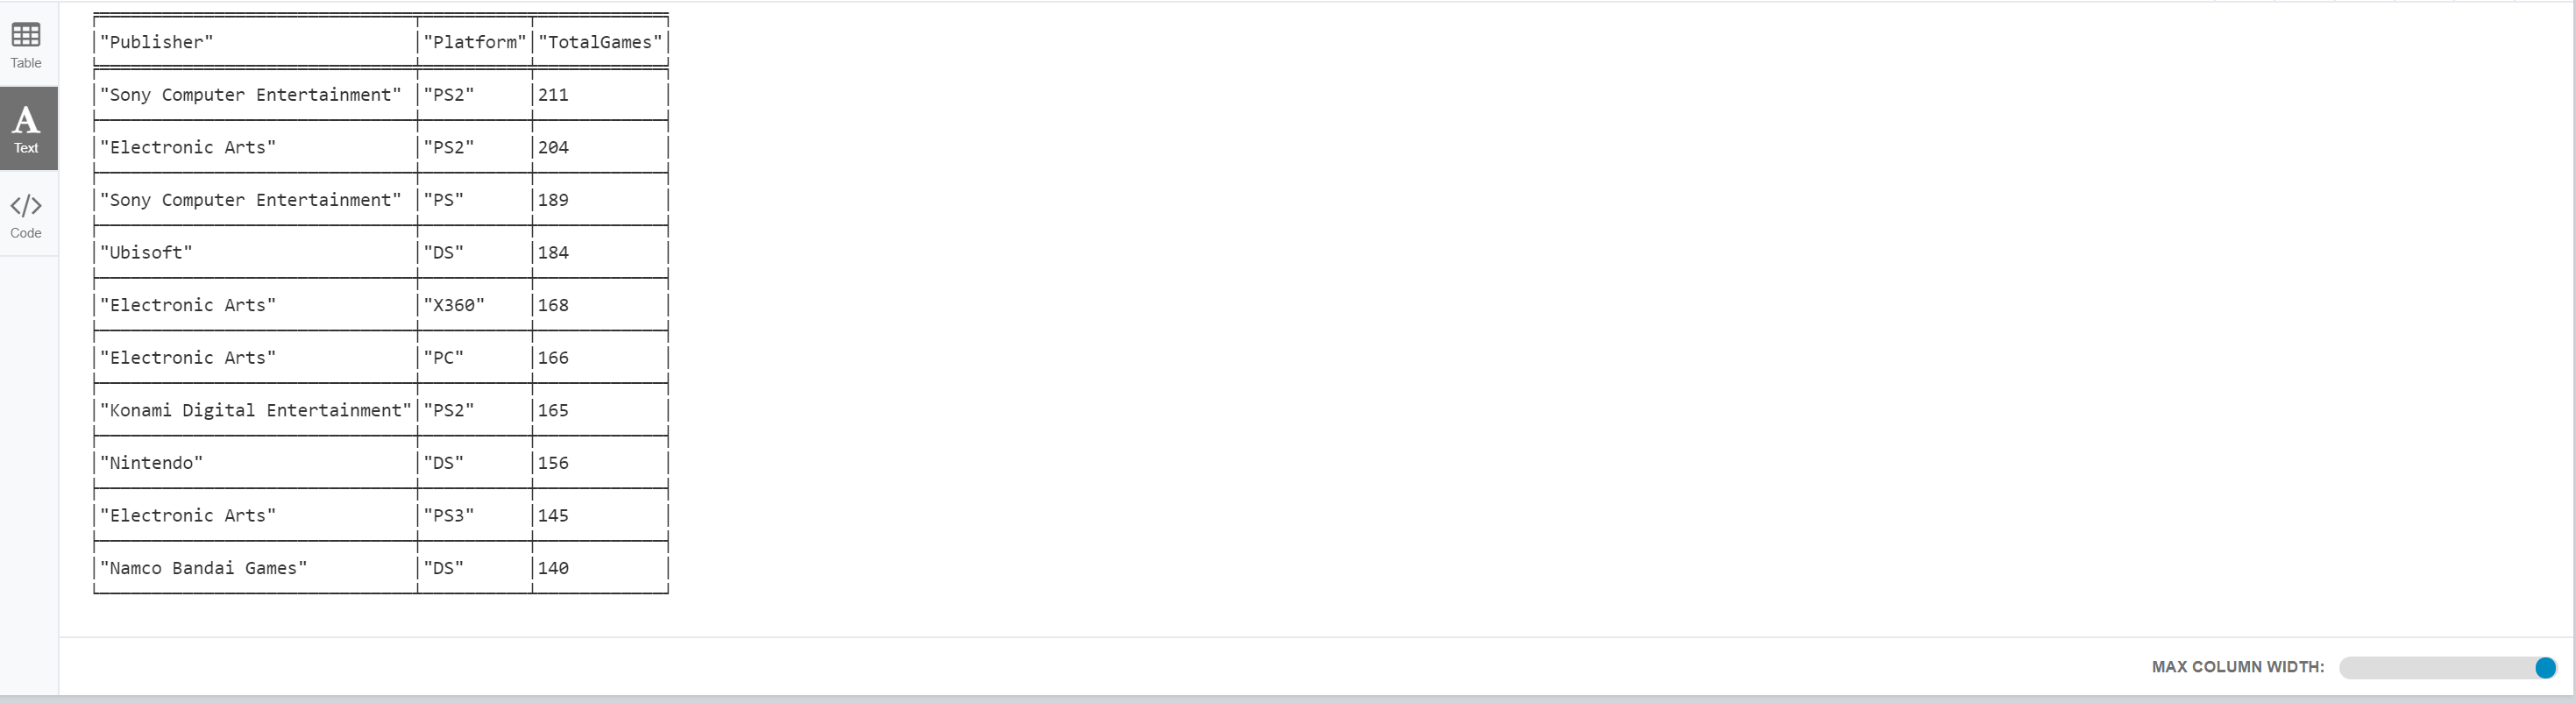 "Publisher" "Platform" "TotalGames"
"Sony Computer Entertainment" "PS2" 211
"Electronic Arts" "PS2" 204
"Sony Computer Entertainment" "PS" 189
"Ubisoft" "DS" 184
"Electronic Arts" "X360" 168
"Electronic Arts" "PC" 166
"Konami Digital Entertainment" "PS2" 165
"Nintendo" "DS" 156
"Electronic Arts" "PS3" 145
"Namco Bandai Games" "DS" 140
Table
A
Text
</>
Code
MAX COLUMN WIDTH: